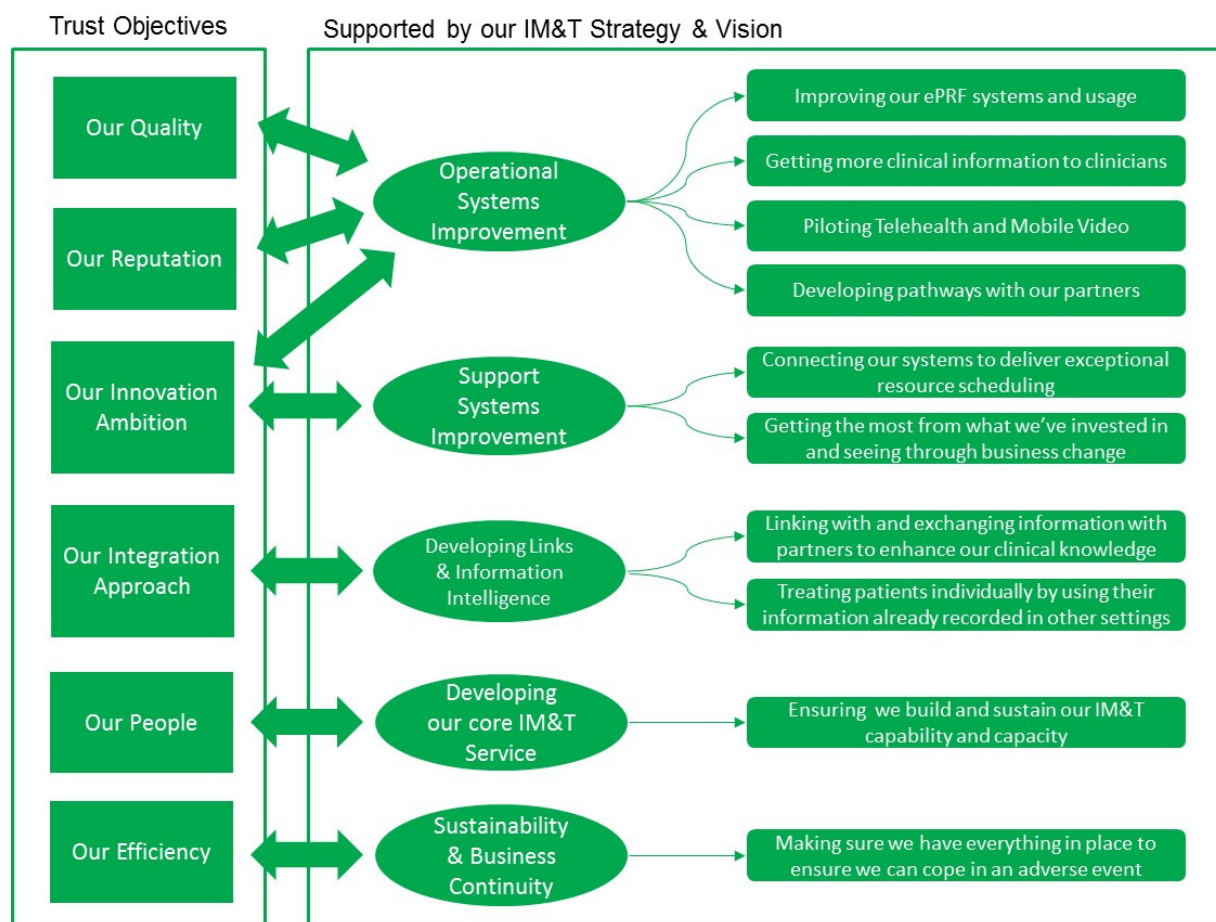 Trust Objectives
Supported by our IM&T Strategy & Vision
Our Quality
Our Reputation
Our Innovation
Ambition
Our Integration
Approach
Our People
Our Efficiency
Operational
Systems
Improvement
Support
Systems
Improvement
Developing Links
& Information
Intelligence
Developing
our core IM&T
Service
Sustainability
& Business
Continuity
Improving our ePRF systems and usage
Getting more clinical information to clinicians
Piloting Telehealth and Mobile Video
Developing pathways with our partners
Connecting our systems to deliver exceptional
resource scheduling
Getting the most from what we've invested in
and seeing through business change
Linking with and exchanging information with
partners to enhance our clinical knowledge
Treating patients individually by using their
information already recorded in other settings
Ensuring we build and sustain our IM&T
capability and capacity
Making sure we have everything in place to
ensure we can cope in an adverse event